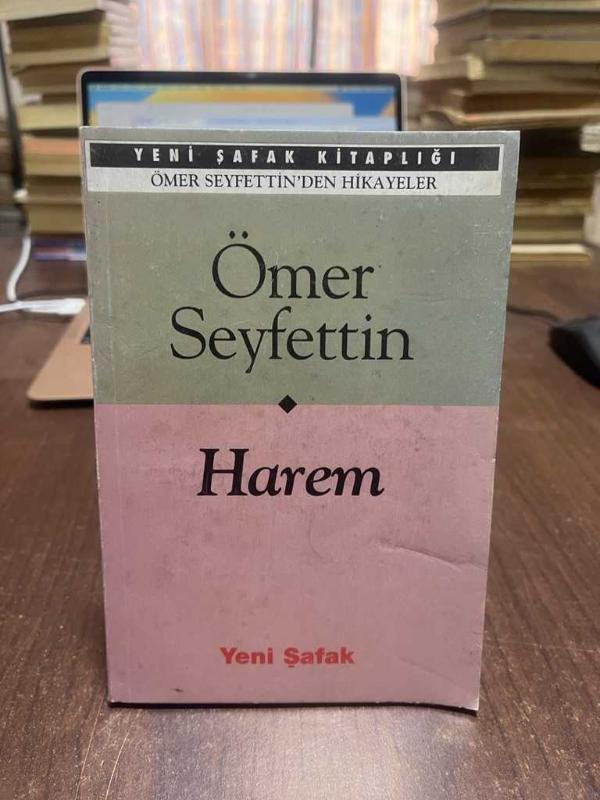 YENİ ŞAFAK KİTAPLIĞI
ÖMER SEYFETTİN'DEN HİKAYELER
Ömer
Seyfettin
Harem
Yeni Şafak